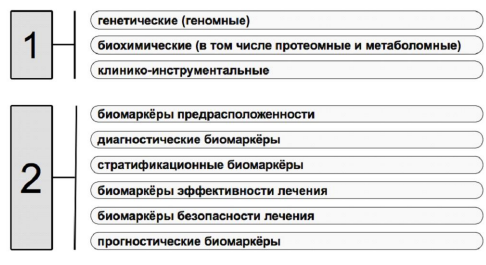 1
генетические (геномные)
биохимические (в том числе протеомные и метаболомные)
клинико-инструментальные
2
биомаркёры предрасположенности
диагностические биомаркёры
стратификационные биомаркёры
биомаркёры эффективности лечения
биомаркёры безопасности лечения
прогностические биомаркёры